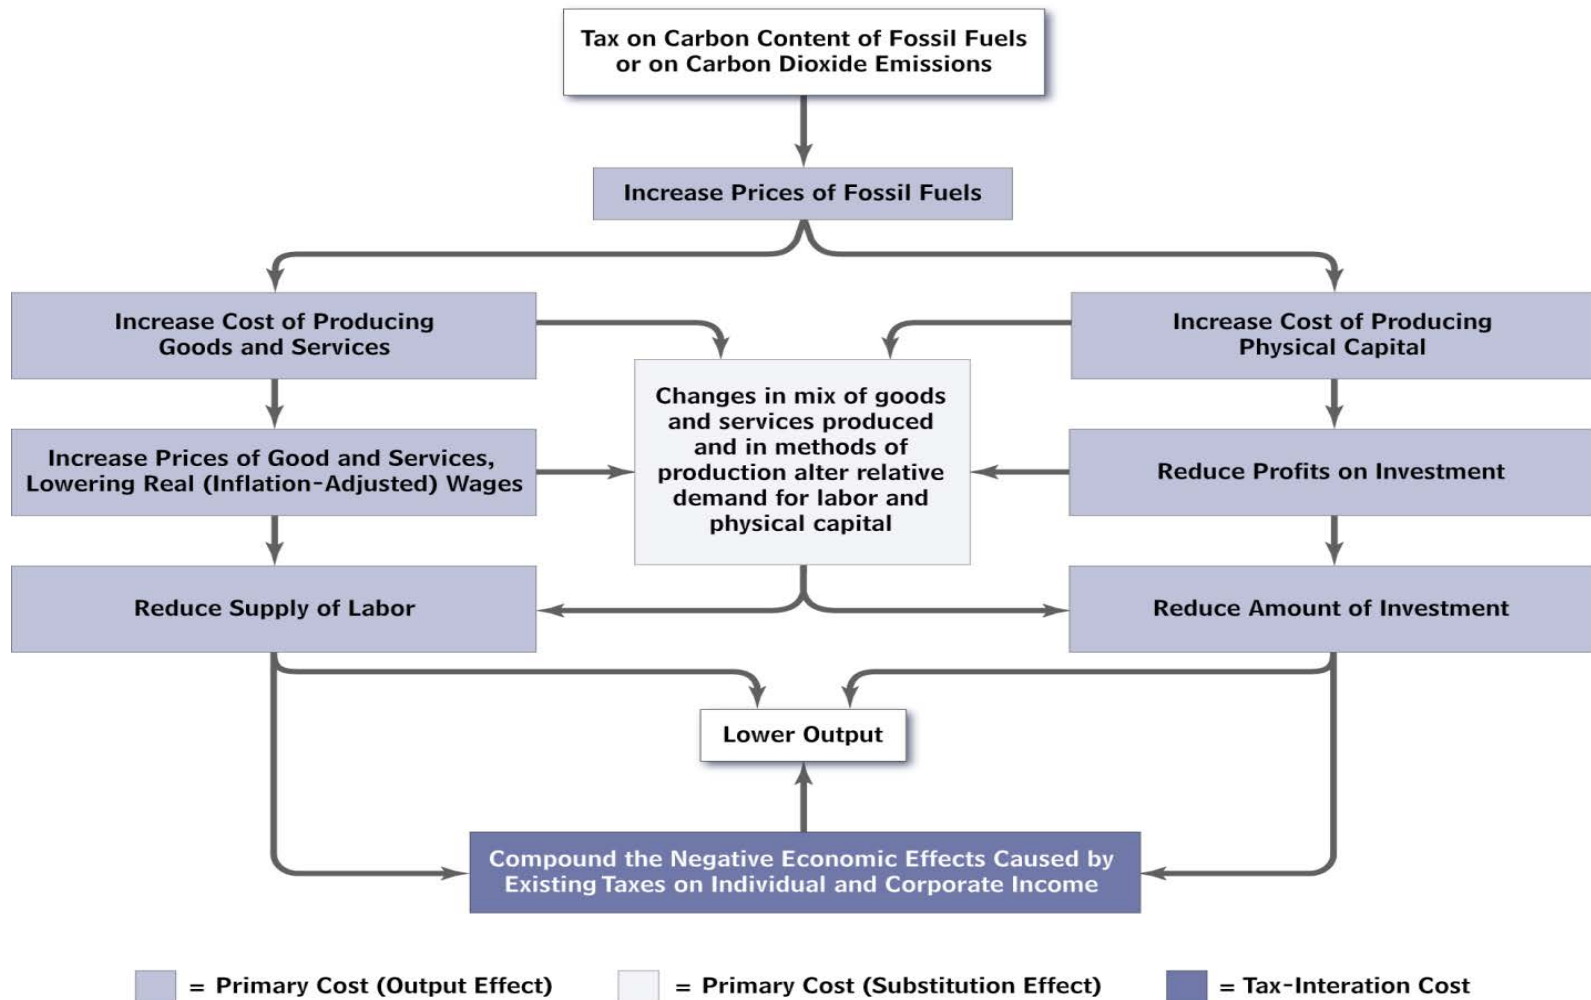 Tax on Carbon Content of Fossil Fuels
or on Carbon Dioxide Emissions
Increase Prices of Fossil Fuels
Increase Cost of Producing
Goods and Services
Increase Cost of Producing
Physical Capital
Changes in mix of goods
and services produced
and in methods of
production alter relative
demand for labor and
physical capital
Increase Prices of Good and Services,
Lowering Real (Inflation-Adjusted) Wages
Reduce Profits on Investment
Reduce Supply of Labor
Reduce Amount of Investment
Lower Output
Compound the Negative Economic Effects Caused by
Existing Taxes on Individual and Corporate Income
= Primary Cost (Output Effect)
= Primary Cost (Substitution Effect)
= Tax-Interation Cost